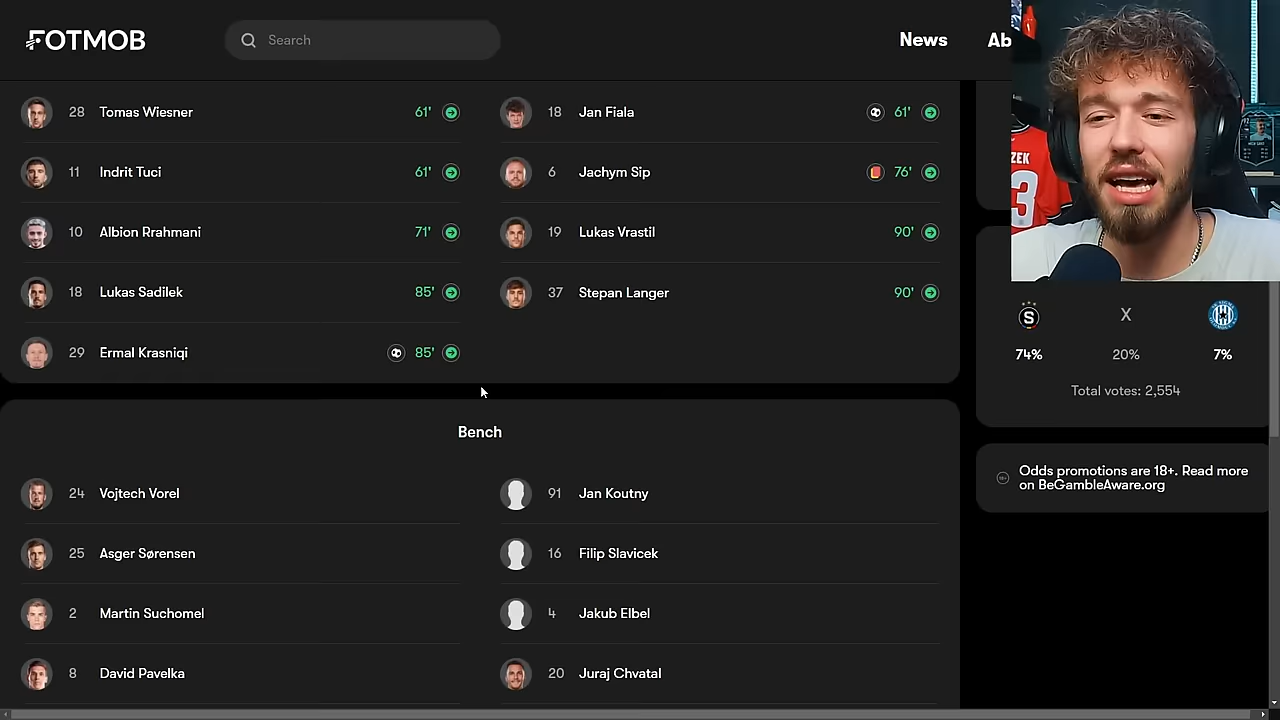 FOTMOB
Search
News
Ab
28 Tomas Wiesner 61'
18 Jan Fiala 61'
11 Indrit Tuci 61'
6 Jachym Sip 76'
10 Albion Rrahmani 71'
19 Lukas Vrastil 90'
18 Lukas Sadilek 85'
37 Stepan Langer 90'
29 Ermal Krasniqi 85'
ZEK
3
S
X
74% 20% 7%
Total votes: 2,554
Bench
Odds promotions are 18+. Read more
on BeGambleAware.org
24 Vojtech Vorel
91 Jan Koutny
25 Asger Sørensen
16 Filip Slavicek
2 Martin Suchomel
4 Jakub Elbel
8 David Pavelka
20 Juraj Chvatal